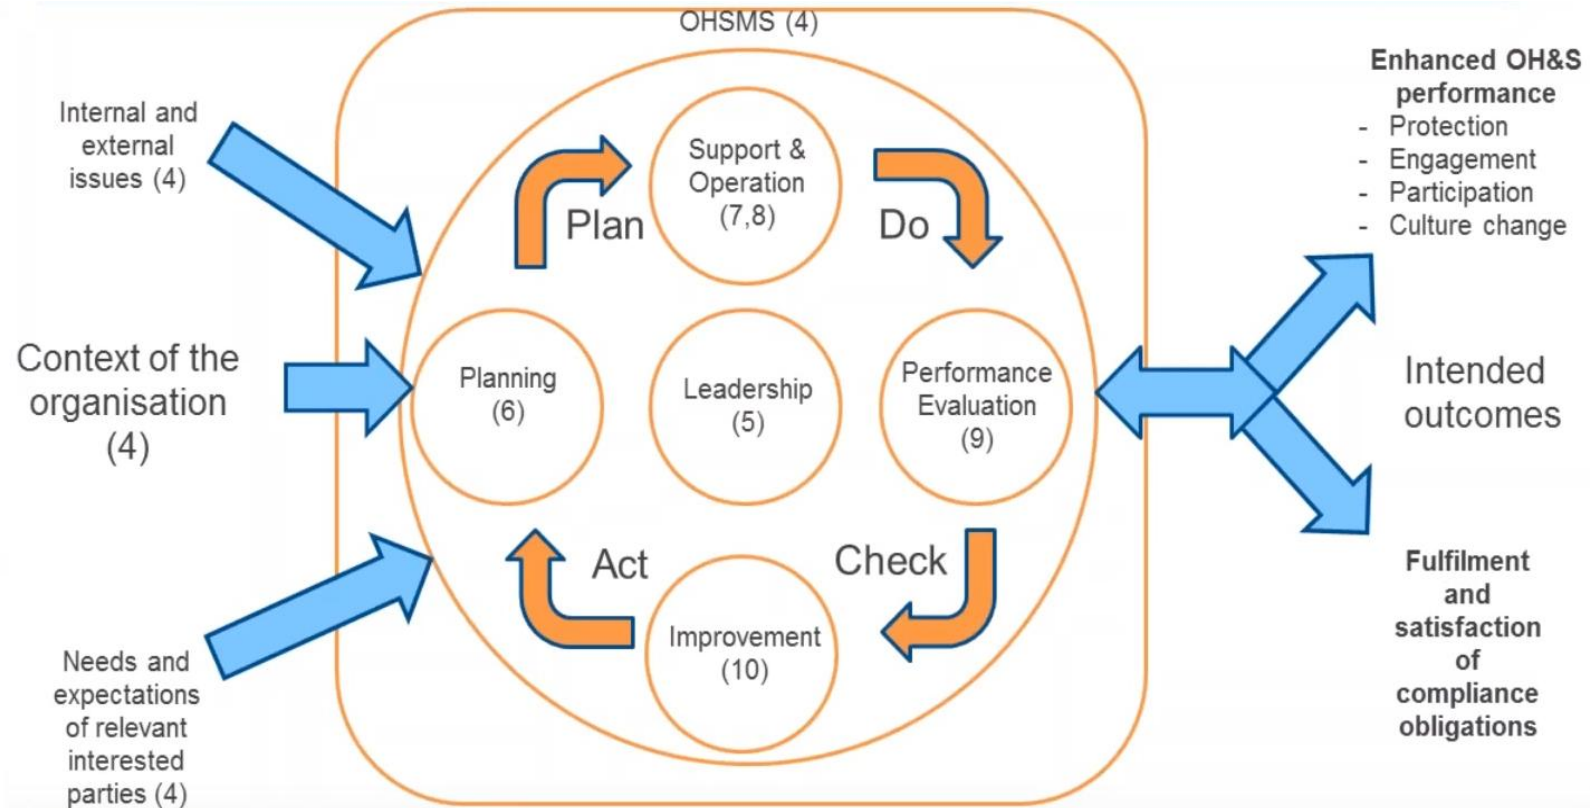 OHSMS (4)
Internal and
external
issues (4)
Context of the
organisation
(4)
Needs and
expectations
of relevant
interested
parties (4)
Plan
Support &
Operation
(7,8)
Do
Planning
(6)
Leadership
(5)
Performance
Evaluation
(9)
Act
Improvement
(10)
Check
Enhanced OH&S
performance
- Protection
- Engagement
- Participation
- Culture change
Intended
outcomes
Fulfilment
and
satisfaction
of
compliance
obligations